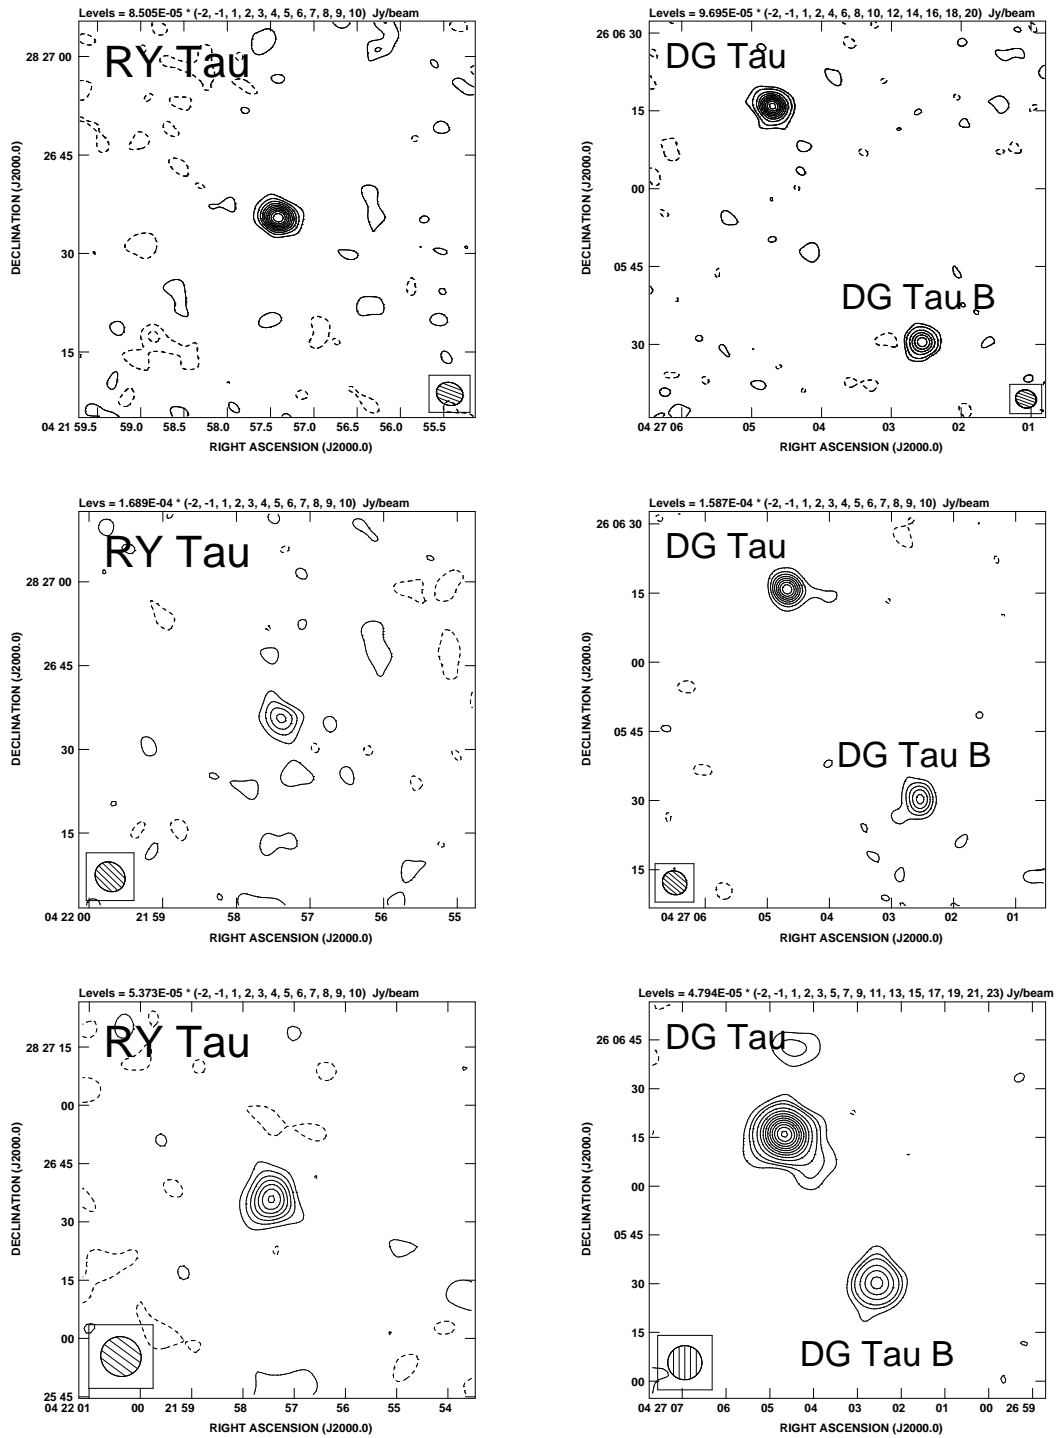 Levels = 8.505E-05 * (-2, -1, 1, 2, 3, 4, 5, 6, 7, 8, 9, 10) Jy/beam
RY Tau
28 27 00
26 45
30
15
DECLINATION (J2000.0)
04 21 59.5 59.0 58.5 58.0 57.5 57.0 56.5 56.0 55.5
RIGHT ASCENSION (J2000.0)
Levels = 9.695E-05 * (-2, -1, 1, 2, 4, 6, 8, 10, 12, 14, 16, 18, 20) Jy/beam
26 06 30
DG Tau
15
00
05 45
DG Tau B
30
DECLINATION (J2000.0)
04 27 06 05 04 03 02 01
RIGHT ASCENSION (J2000.0)
Levs = 1.689E-04 * (-2, -1, 1, 2, 3, 4, 5, 6, 7, 8, 9, 10) Jy/beam
RY Tau
28 27 00
26 45
30
15
DECLINATION (J2000.0)
04 22 00 21 59 58 57 56 55
RIGHT ASCENSION (J2000.0)
Levels = 1.587E-04 * (-2, -1, 1, 2, 3, 4, 5, 6, 7, 8, 9, 10) Jy/beam
26 06 30
DG Tau
15
00
05 45
DG Tau B
30
15
DECLINATION (J2000.0)
04 27 06 05 04 03 02 01
RIGHT ASCENSION (J2000.0)
Levels = 5.373E-05 * (-2, -1, 1, 2, 3, 4, 5, 6, 7, 8, 9, 10) Jy/beam
RY Tau
28 27 15
00
26 45
30
15
00
25 45
DECLINATION (J2000.0)
04 22 01 00 21 59 58 57 56 55 54
RIGHT ASCENSION (J2000.0)
Levels = 4.794E-05 * (-2, -1, 1, 2, 3, 5, 7, 9, 11, 13, 15, 17, 19, 21, 23) Jy/beam
26 06 45
DG Tau
30
15
00
05 45
30
15
DG Tau B
00
DECLINATION (J2000.0)
04 27 07 06 05 04 03 02 01 00 26 59
RIGHT ASCENSION (J2000.0)